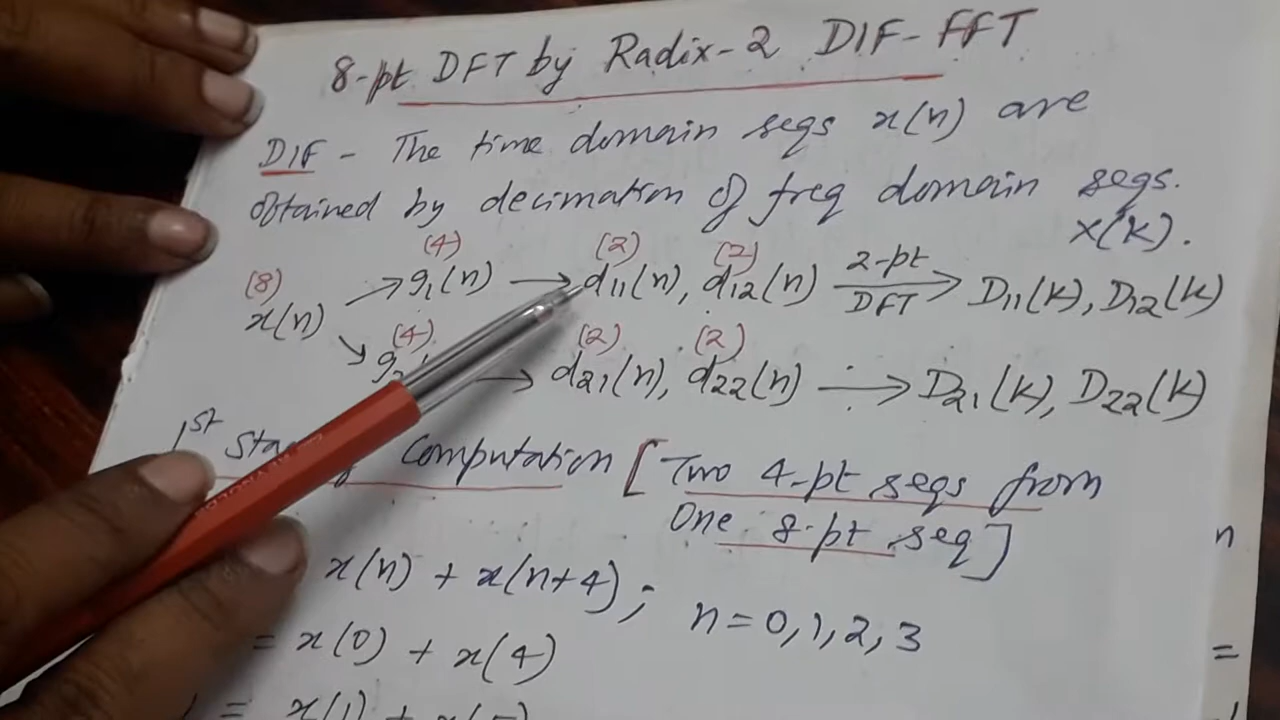 8-pt DFT by Radix-2 DIF-FFT
DIF - The time domain seqs x(n) are
obtained by decimation of freq domain seqs.
X(k).
(8) (4) (2) (2)
x(n) → g1(n) → d11(n), d12(n) 2-pt DFT → D11(k), D12(k)
(4) (2) (2)
→ d21(n), d22(n) → D21(k), D22(k)
1st Computation [Two 4-pt seqs from
One 8-pt seq]
n
x(n) + x(n+4); n=0,1,2,3
= x(0) + x(4)
=
= x(1) +